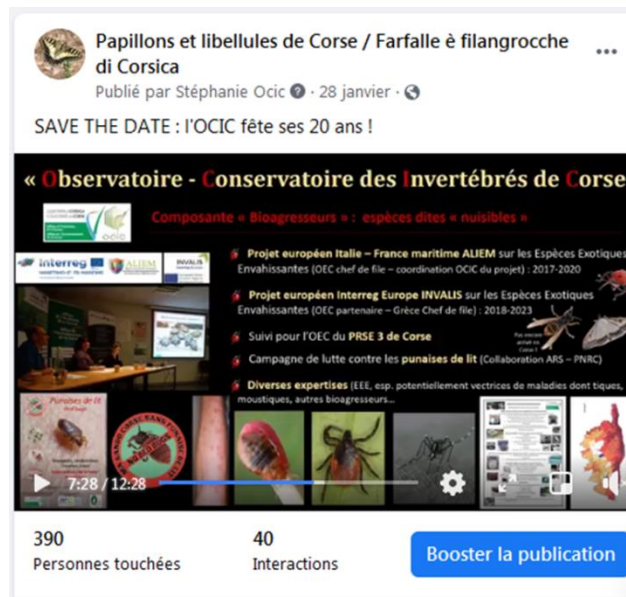 Papillons et libellules de Corse / Farfalle è filangrocche
di Corsica
Publié par Stéphanie Ocic · 28 janvier ·
SAVE THE DATE : l'OCIC fête ses 20 ans !
« Observatoire - Conservatoire des Invertébrés de Corse
Composante « Bioagresseurs » : espèces dites « nuisibles »
ocic
Interreg
ALIEM
INVALIS
Projet européen Italie – France maritime ALIEM sur les Espèces Exotiques
Envahissantes (OEC chef de file – coordination OCIC du projet) : 2017-2020
Projet européen Interreg Europe INVALIS sur les Espèces Exotiques
Envahissantes (OEC partenaire – Grèce Chef de file) : 2018-2023
Suivi pour l'OEC du PRSE 3 de Corse
Campagne de lutte contre les punaises de lit (Collaboration ARS – PNRC)
Diverses expertises (EEE, esp. potentiellement vectrices de maladies dont tiques,
moustiques, autres bioagresseurs...
Punaises de lit
7:28 / 12:28
390
Personnes touchées
40
Interactions
Booster la publication